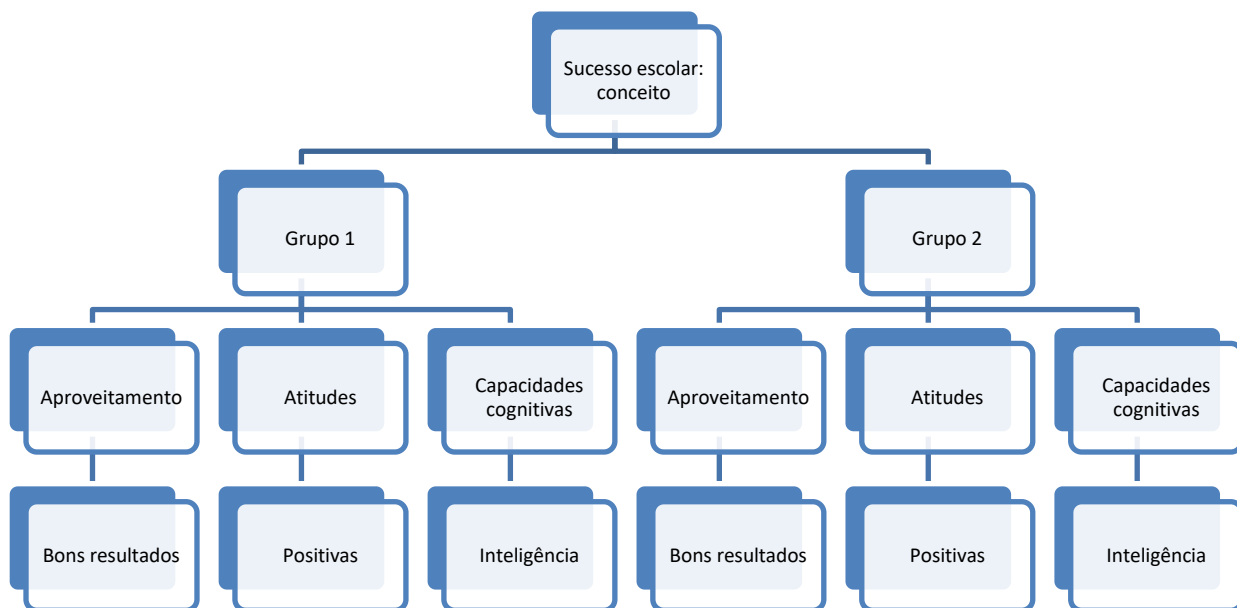 Sucesso escolar:
conceito
Grupo 1
Grupo 2
Aproveitamento
Atitudes
Capacidades
cognitivas
Aproveitamento
Atitudes
Capacidades
cognitivas
Bons resultados
Positivas
Inteligência
Bons resultados
Positivas
Inteligência